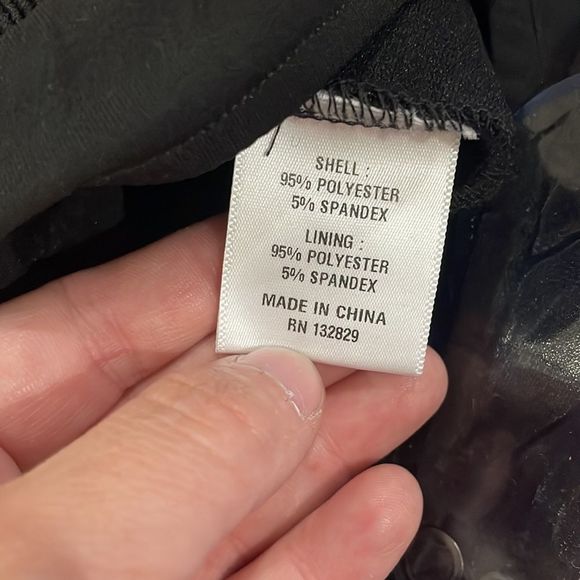 SHELL :
95% POLYESTER
5% SPANDEX
LINING :
95% POLYESTER
5% SPANDEX
MADE IN CHINA
RN 132829